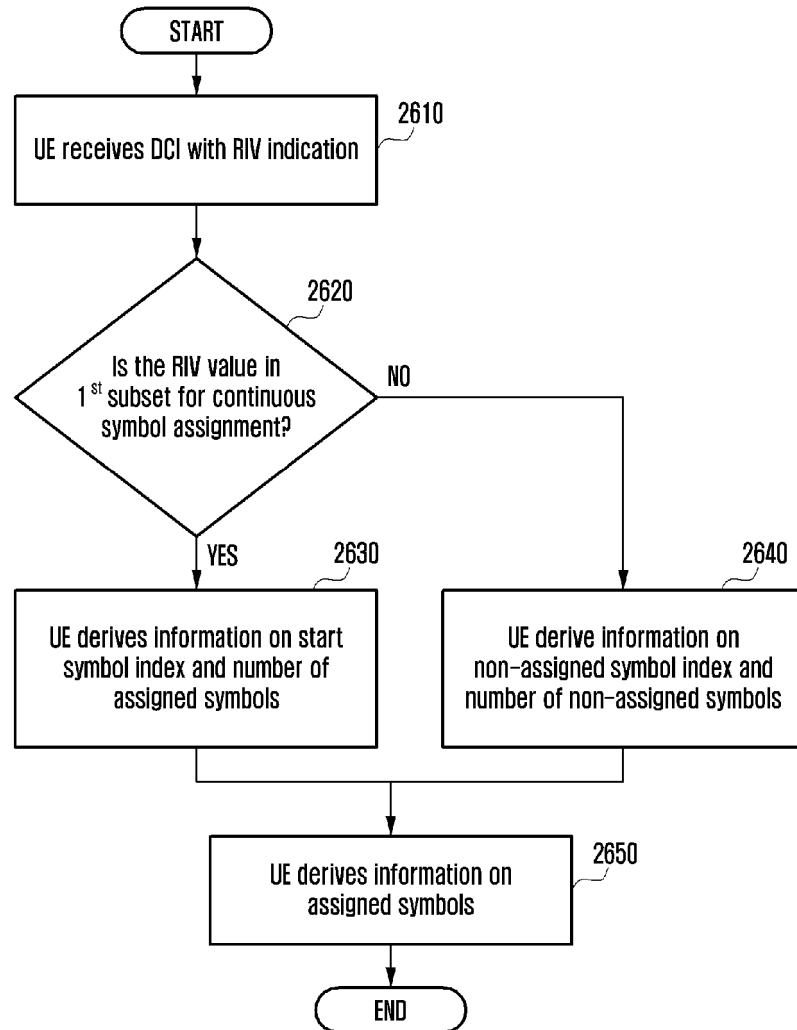 START
2610
UE receives DCI with RIV indication
2620
Is the RIV value in
1st subset for continuous
symbol assignment?
NO
YES
2630
UE derives information on start
symbol index and number of
assigned symbols
2640
UE derive information on
non-assigned symbol index and
number of non-assigned symbols
2650
UE derives information on
assigned symbols
END